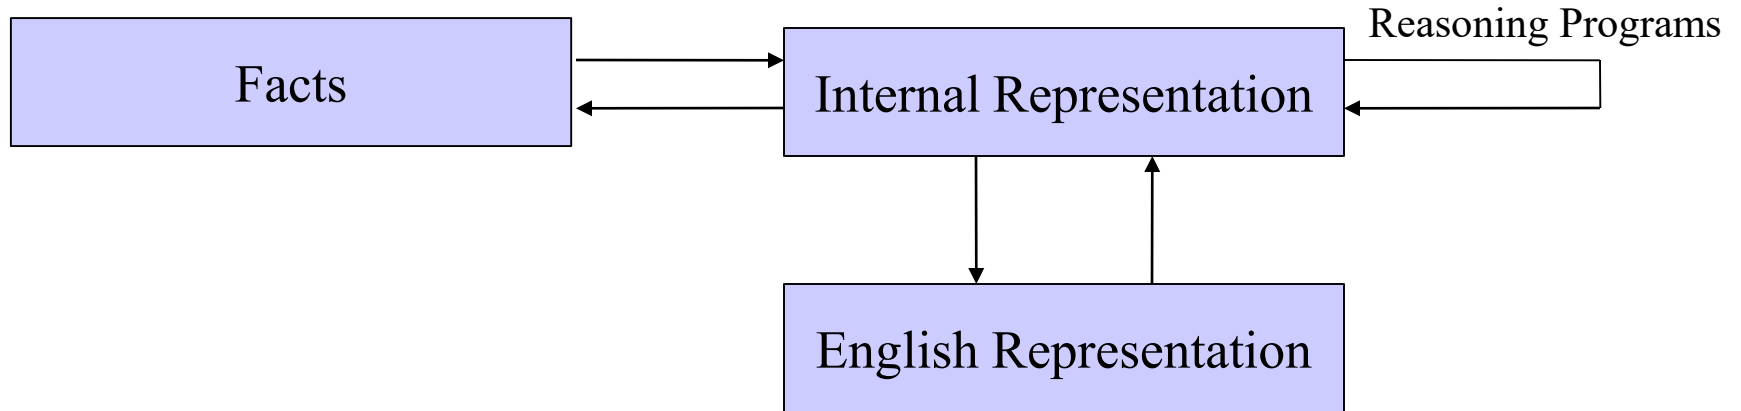 Reasoning Programs
Facts
Internal Representation
English Representation